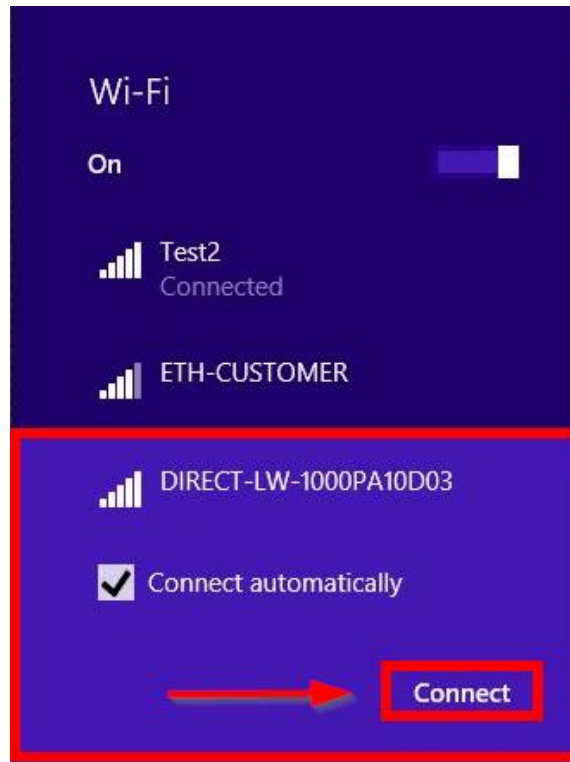 Wi-Fi
On
Test2
Connected
ETH-CUSTOMER
DIRECT-LW-1000PA10D03
Connect automatically
Connect